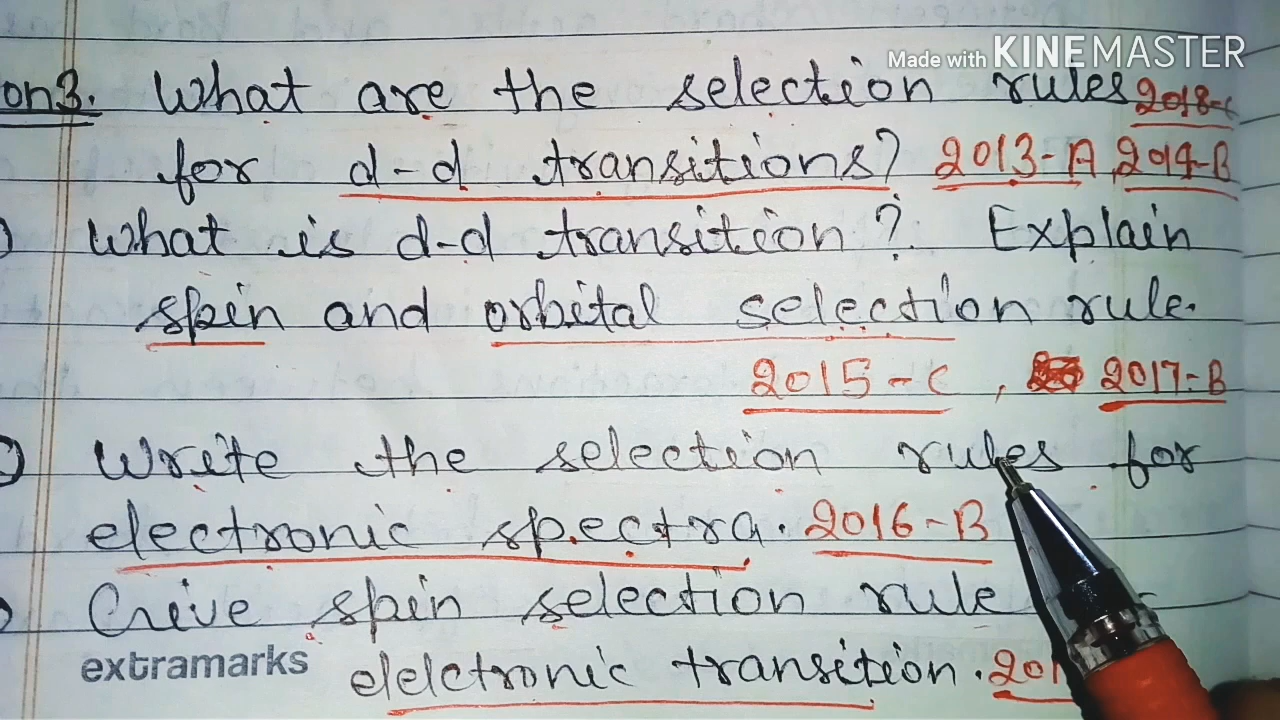 Made with KINEMASTER
on3. What are the selection rules 2018-C
for d-d transitions? 2013-A, 2014-B
What is d-d transition? Explain
spin and orbital selection rule.
2015-C, 2017-B
Write the selection rules for
electronic spectra. 2016-B
Give spin selection rule
extramarks
elelctronic transition. 201